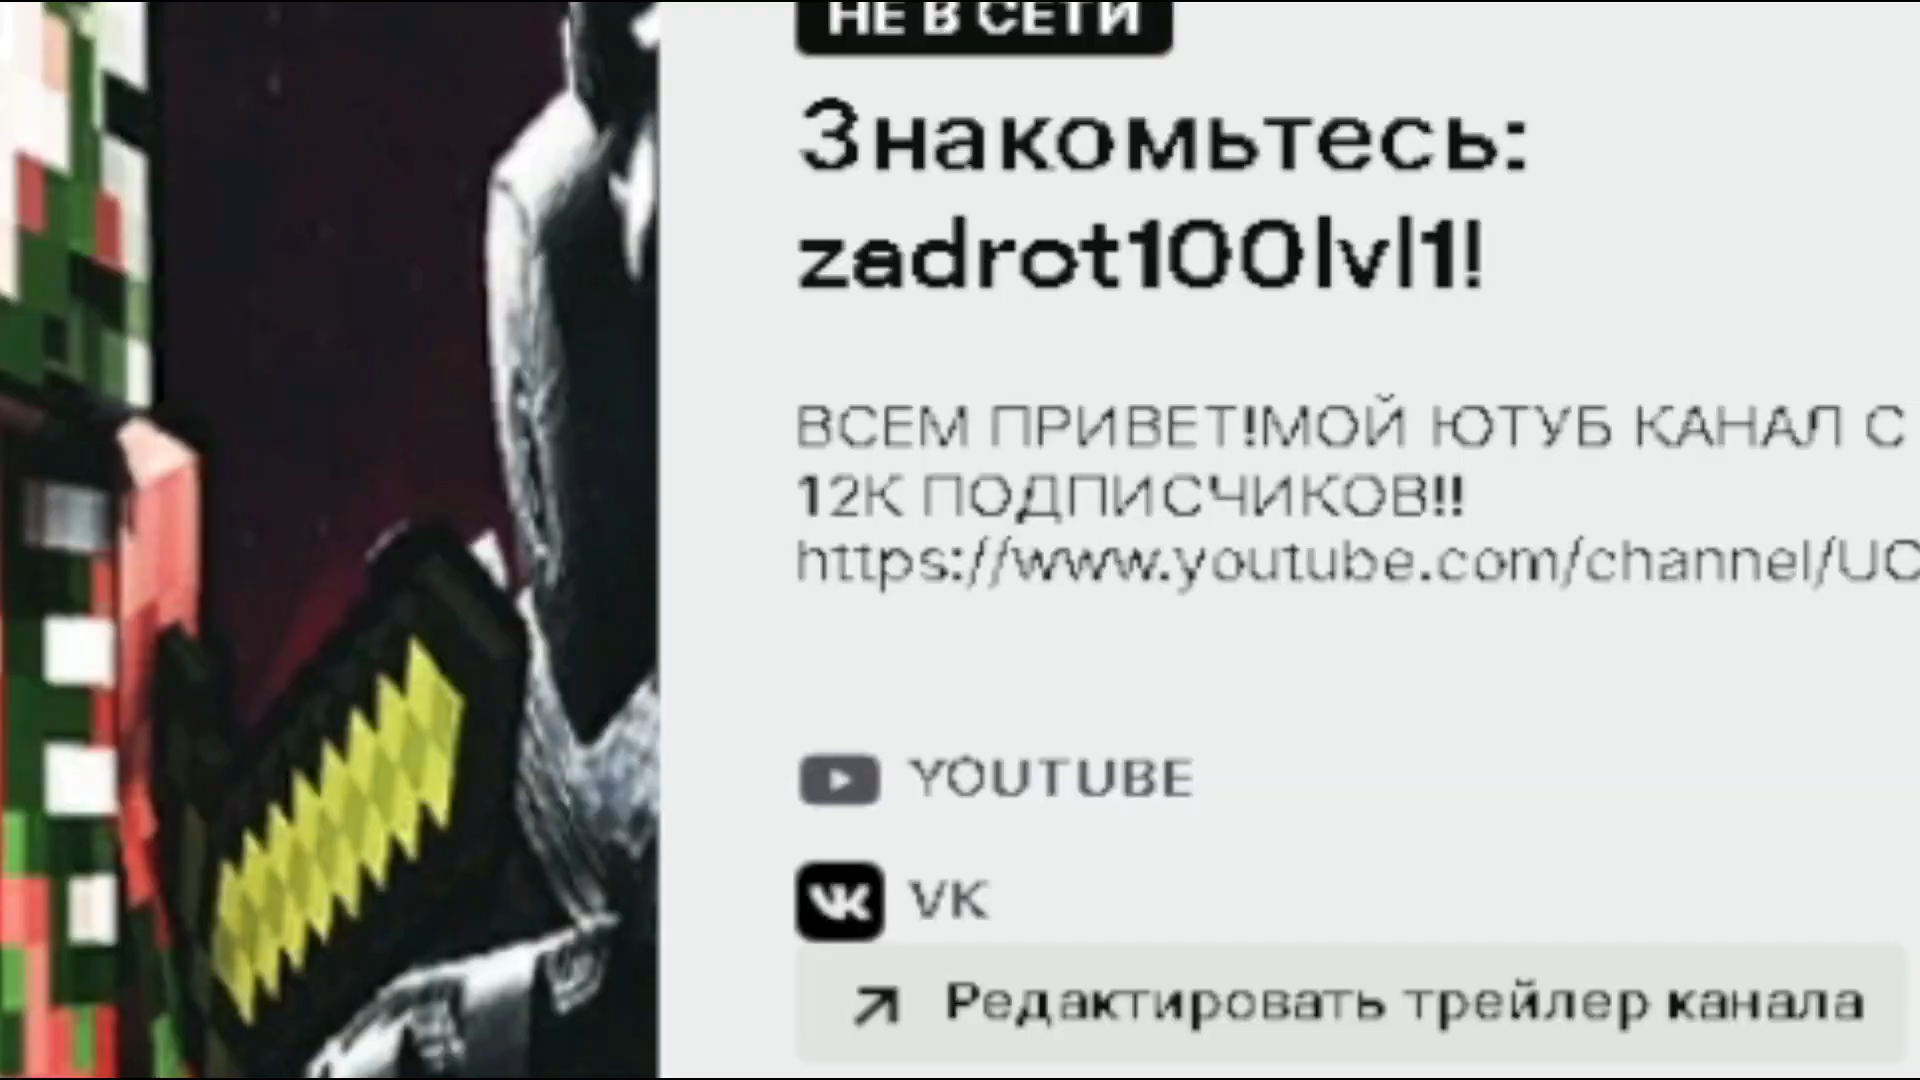 НЕ В СЕТИ
Знакомьтесь:
zadrot100lvl1!
ВСЕМ ПРИВЕТ!МОЙ ЮТУБ КАНАЛ С
12К ПОДПИСЧИКОВ!!
https://www.youtube.com/channel/UC
YOUTUBE
VK
Редактировать трейлер канала